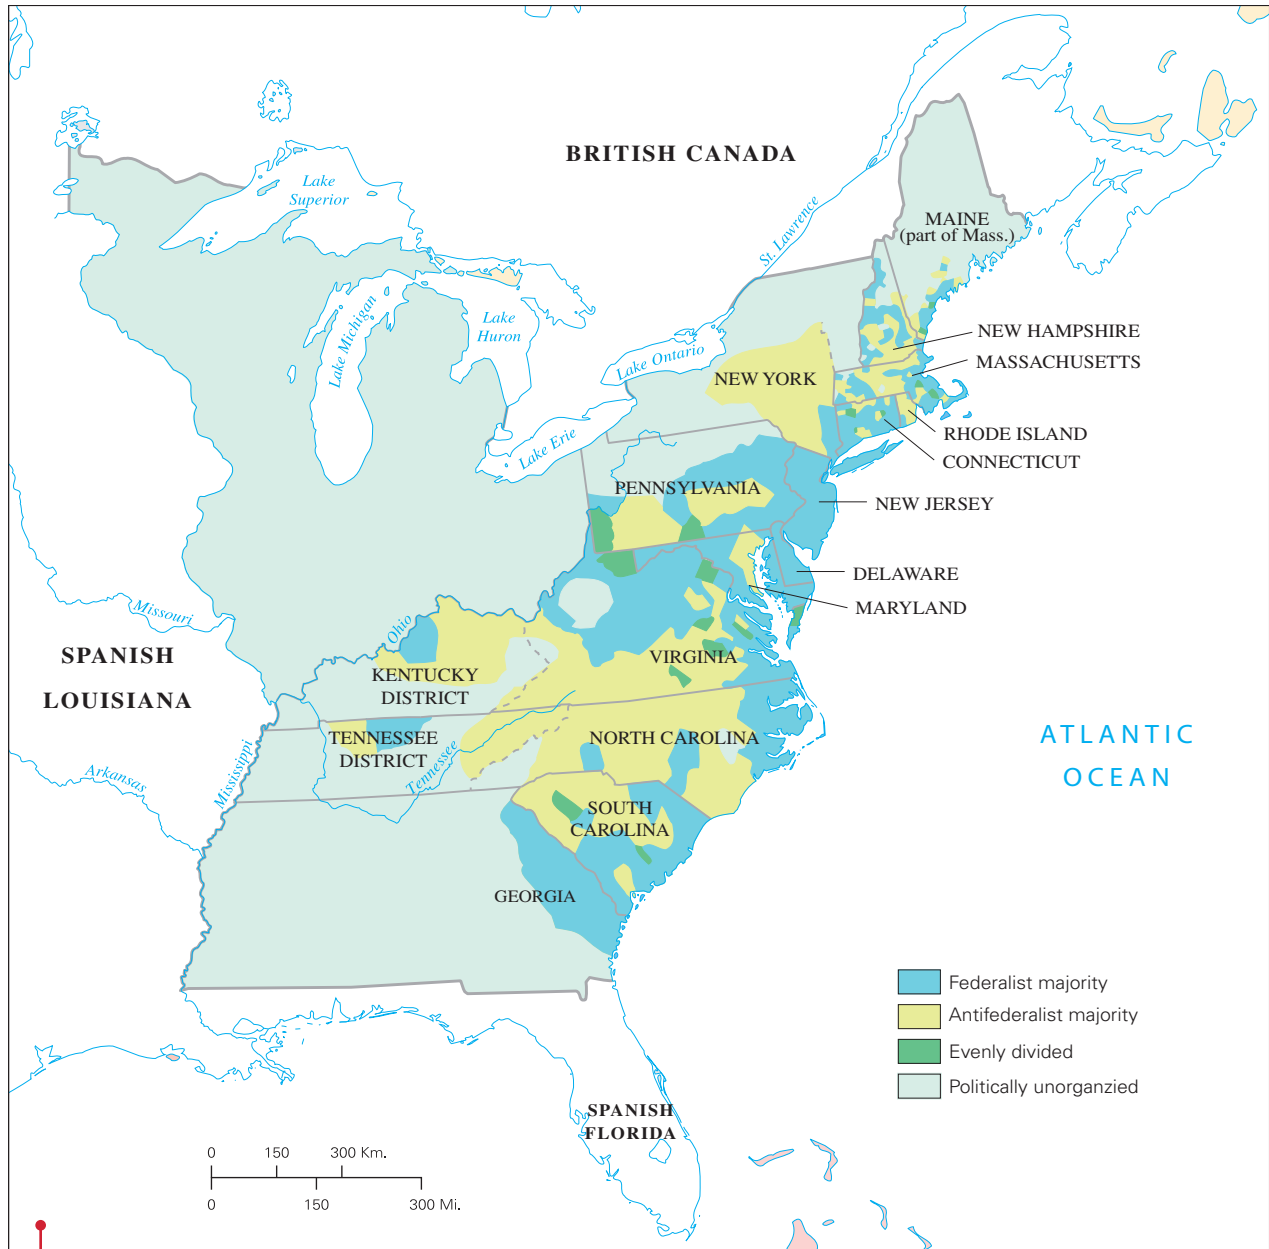 BRITISH CANADA
Lake
Superior
MAINE
(part of Mass.)
St. Lawrence
Lake Michigan
Lake
Huron
Lake Ontario
NEW YORK
NEW HAMPSHIRE
MASSACHUSETTS
RHODE ISLAND
CONNECTICUT
Lake Erie
PENNSYLVANIA
NEW JERSEY
DELAWARE
MARYLAND
Missouri
Ohio
SPANISH
LOUISIANA
VIRGINIA
KENTUCKY
DISTRICT
TENNESSEE
DISTRICT
Tennessee
NORTH CAROLINA
ATLANTIC
OCEAN
Arkansas
Mississippi
SOUTH
CAROLINA
GEORGIA
Federalist majority
Antifederalist majority
Evenly divided
Politically unorganzied
SPANISH
FLORIDA
0 150 300 Km.
0 150 300 Mi.